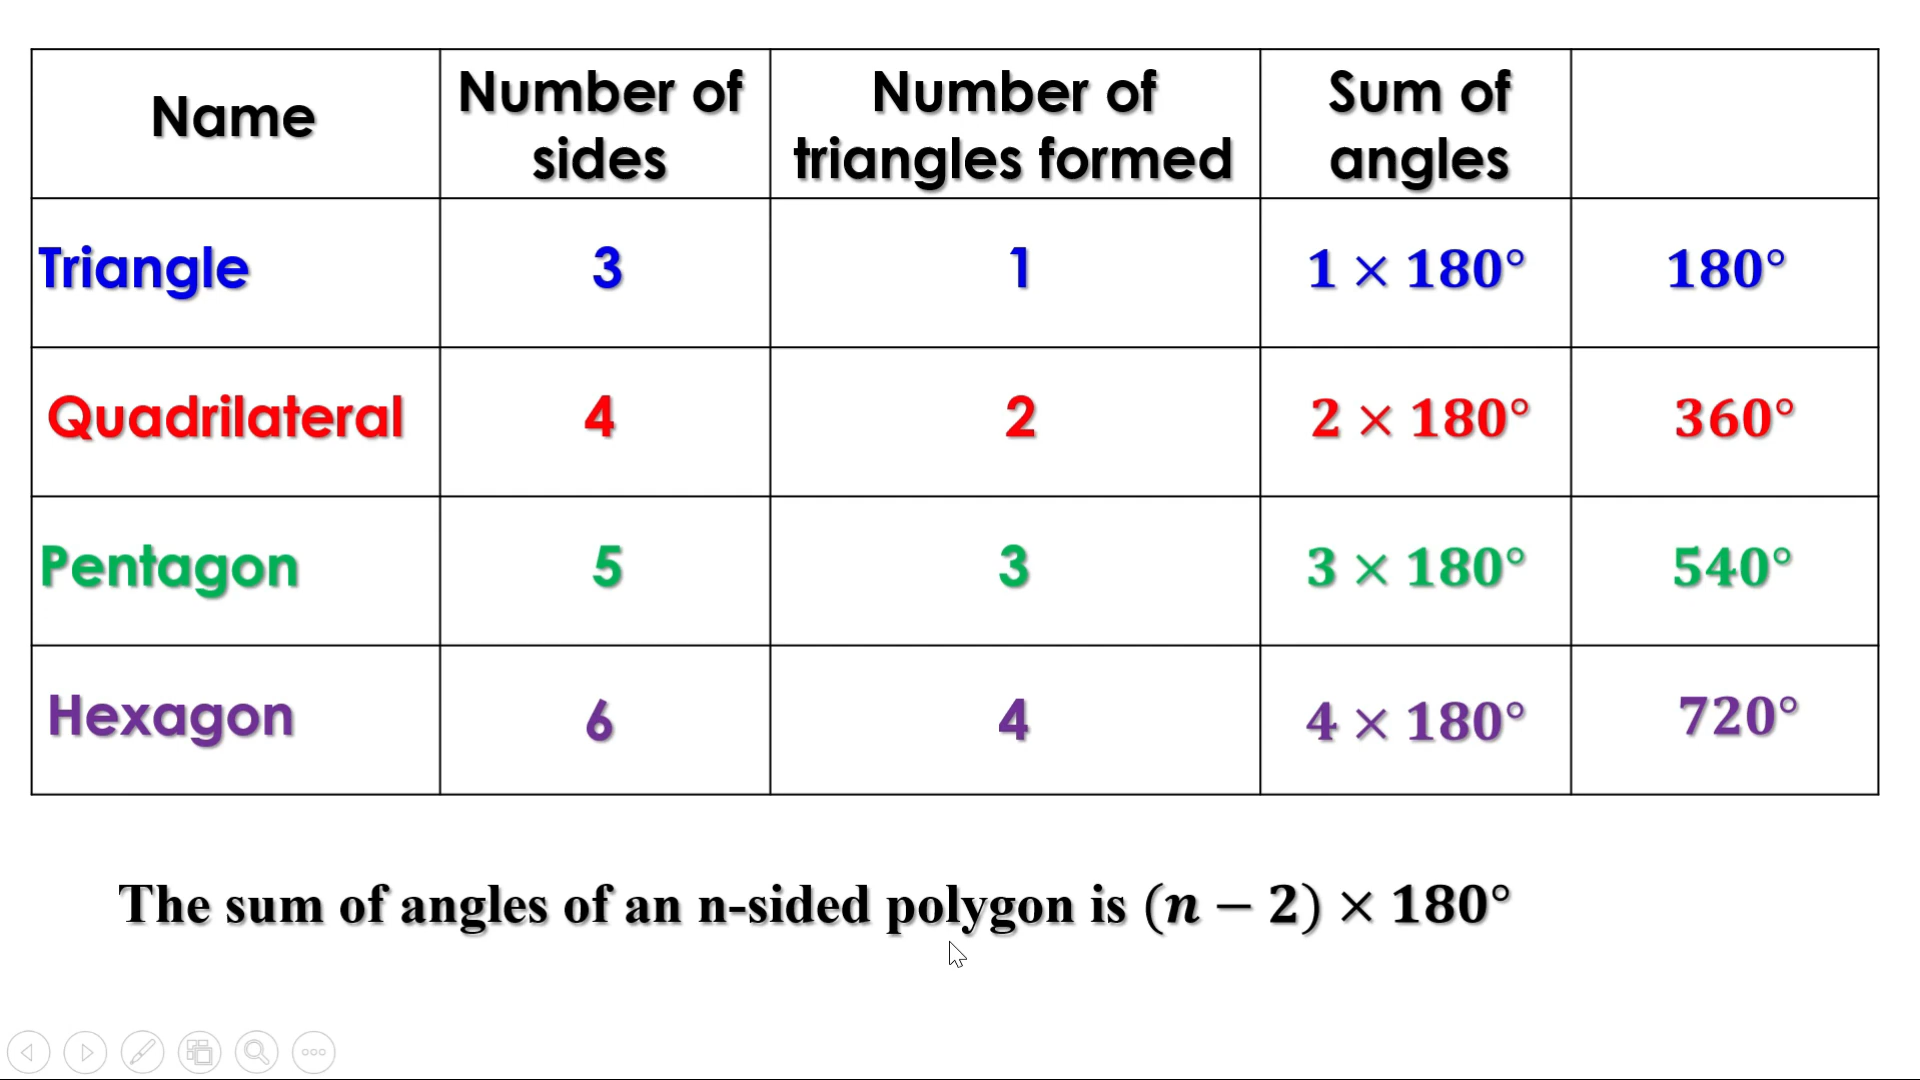 Name
Number of
sides
Number of
triangles formed
Sum of
angles
Triangle 3 1 1 × 180° 180°
Quadrilateral 4 2 2 × 180° 360°
Pentagon 5 3 3 × 180° 540°
Hexagon 6 4 4 × 180° 720°
The sum of angles of an n-sided polygon is (n − 2) × 180°